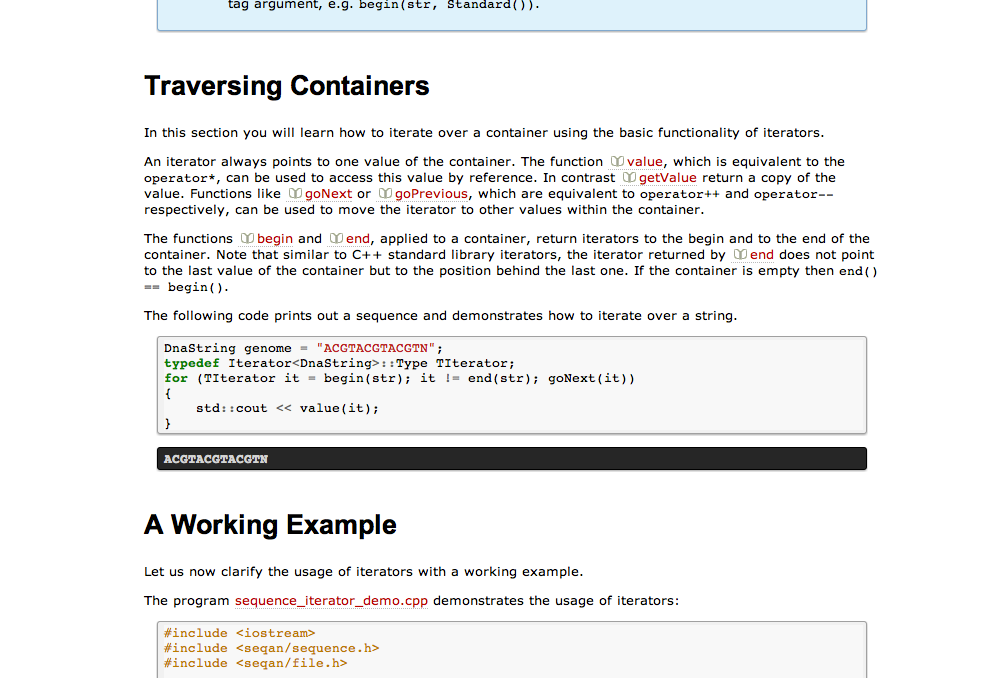 tag argument, e.g. begin(str, Standard()).
Traversing Containers
In this section you will learn how to iterate over a container using the basic functionality of iterators.
An iterator always points to one value of the container. The function value, which is equivalent to the
operator*, can be used to access this value by reference. In contrast getValue return a copy of the
value. Functions like goNext or goPrevious, which are equivalent to operator++ and operator--
respectively, can be used to move the iterator to other values within the container.
The functions begin and end, applied to a container, return iterators to the begin and to the end of the
container. Note that similar to C++ standard library iterators, the iterator returned by end does not point
to the last value of the container but to the position behind the last one. If the container is empty then end()
== begin().
The following code prints out a sequence and demonstrates how to iterate over a string.
DnaString genome = "ACGTACGTACGTN";
typedef Iterator<DnaString>::Type TIterator;
for (TIterator it = begin(str); it != end(str); goNext(it))
{
    std::cout << value(it);
}
ACGTACGTACGTN
A Working Example
Let us now clarify the usage of iterators with a working example.
The program sequence_iterator_demo.cpp demonstrates the usage of iterators:
#include <iostream>
#include <seqan/sequence.h>
#include <seqan/file.h>